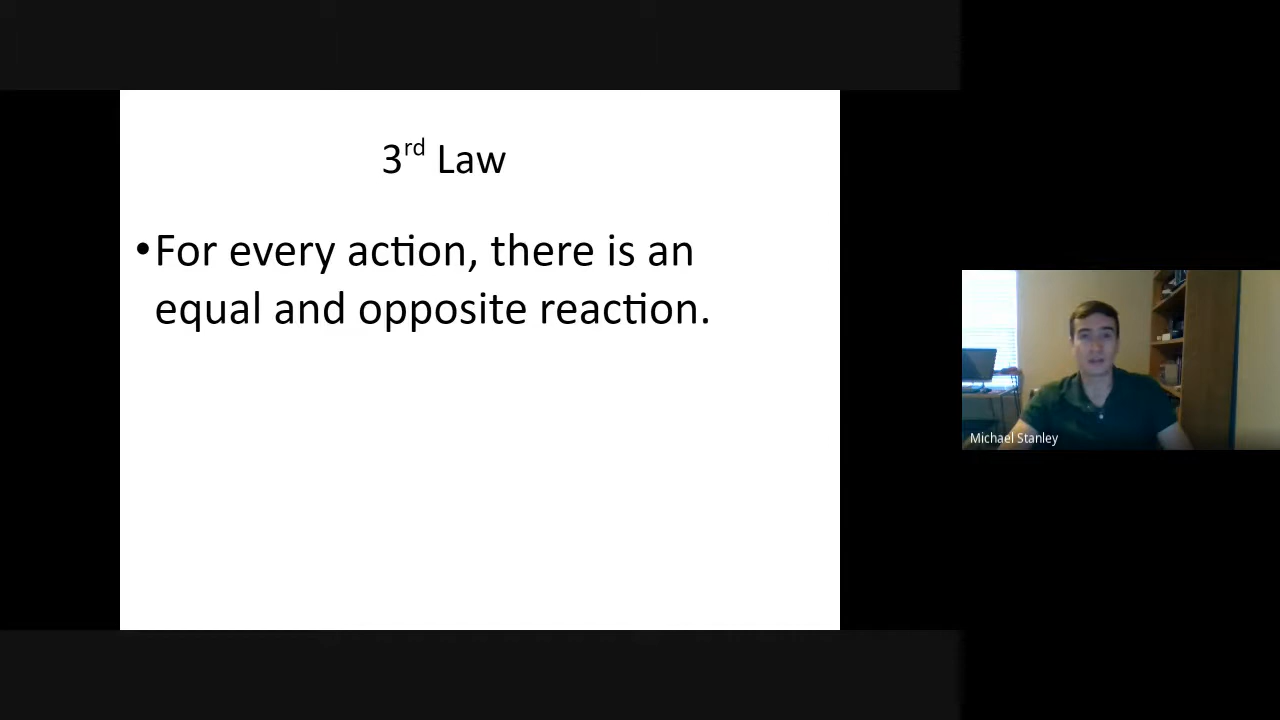 3rd Law
•For every action, there is an
equal and opposite reaction.
Michael Stanley